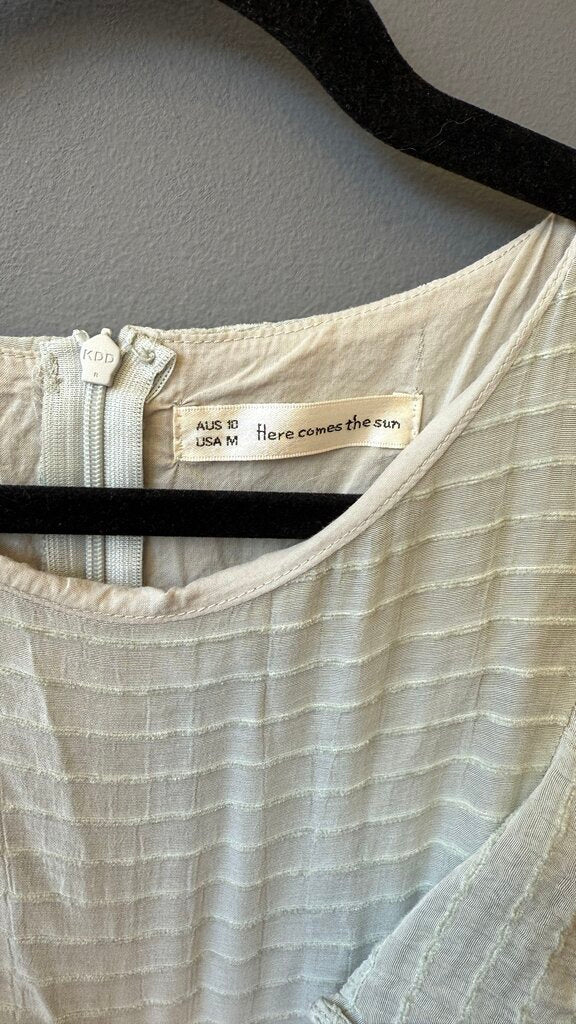 KDD
AUS 10
USA M
Here comes the sun